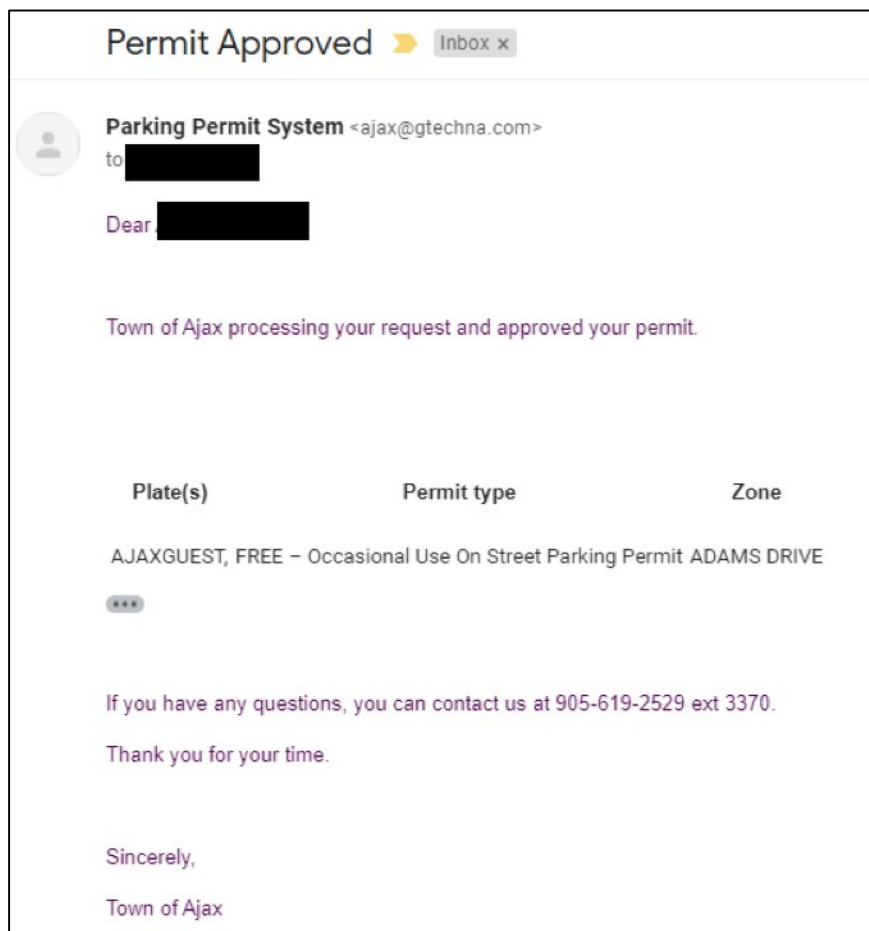 Permit Approved Inbox x
Parking Permit System <ajax@gtechna.com>
to
Dear
Town of Ajax processing your request and approved your permit.
Plate(s) Permit type Zone
AJAXGUEST, FREE – Occasional Use On Street Parking Permit ADAMS DRIVE
If you have any questions, you can contact us at 905-619-2529 ext 3370.
Thank you for your time.
Sincerely,
Town of Ajax